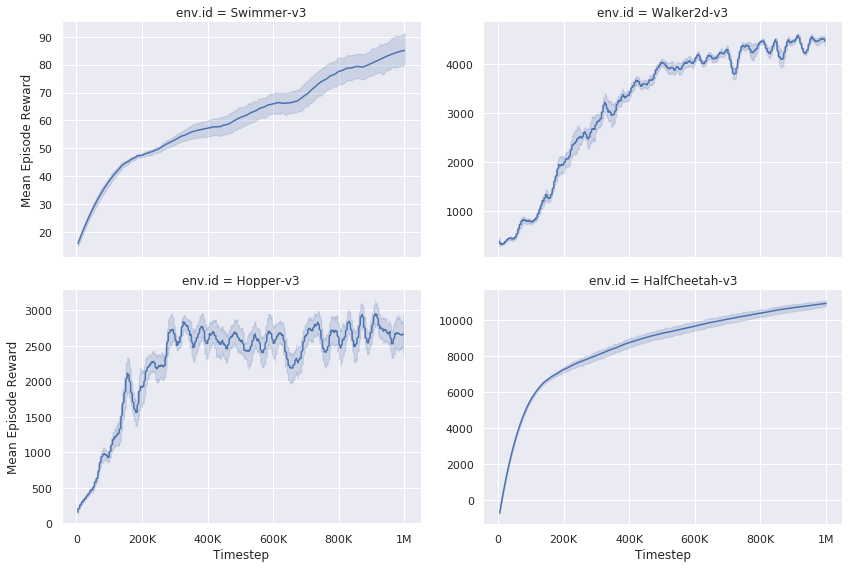 env.id = Swimmer-v3
90
80
70
60
50
40
30
20
Mean Episode Reward
env.id = Walker2d-v3
4000
3000
2000
1000
env.id = Hopper-v3
3000
2500
2000
1500
1000
500
0
Mean Episode Reward
0 200K 400K 600K 800K 1M
Timestep
env.id = HalfCheetah-v3
10000
8000
6000
4000
2000
0
0 200K 400K 600K 800K 1M
Timestep